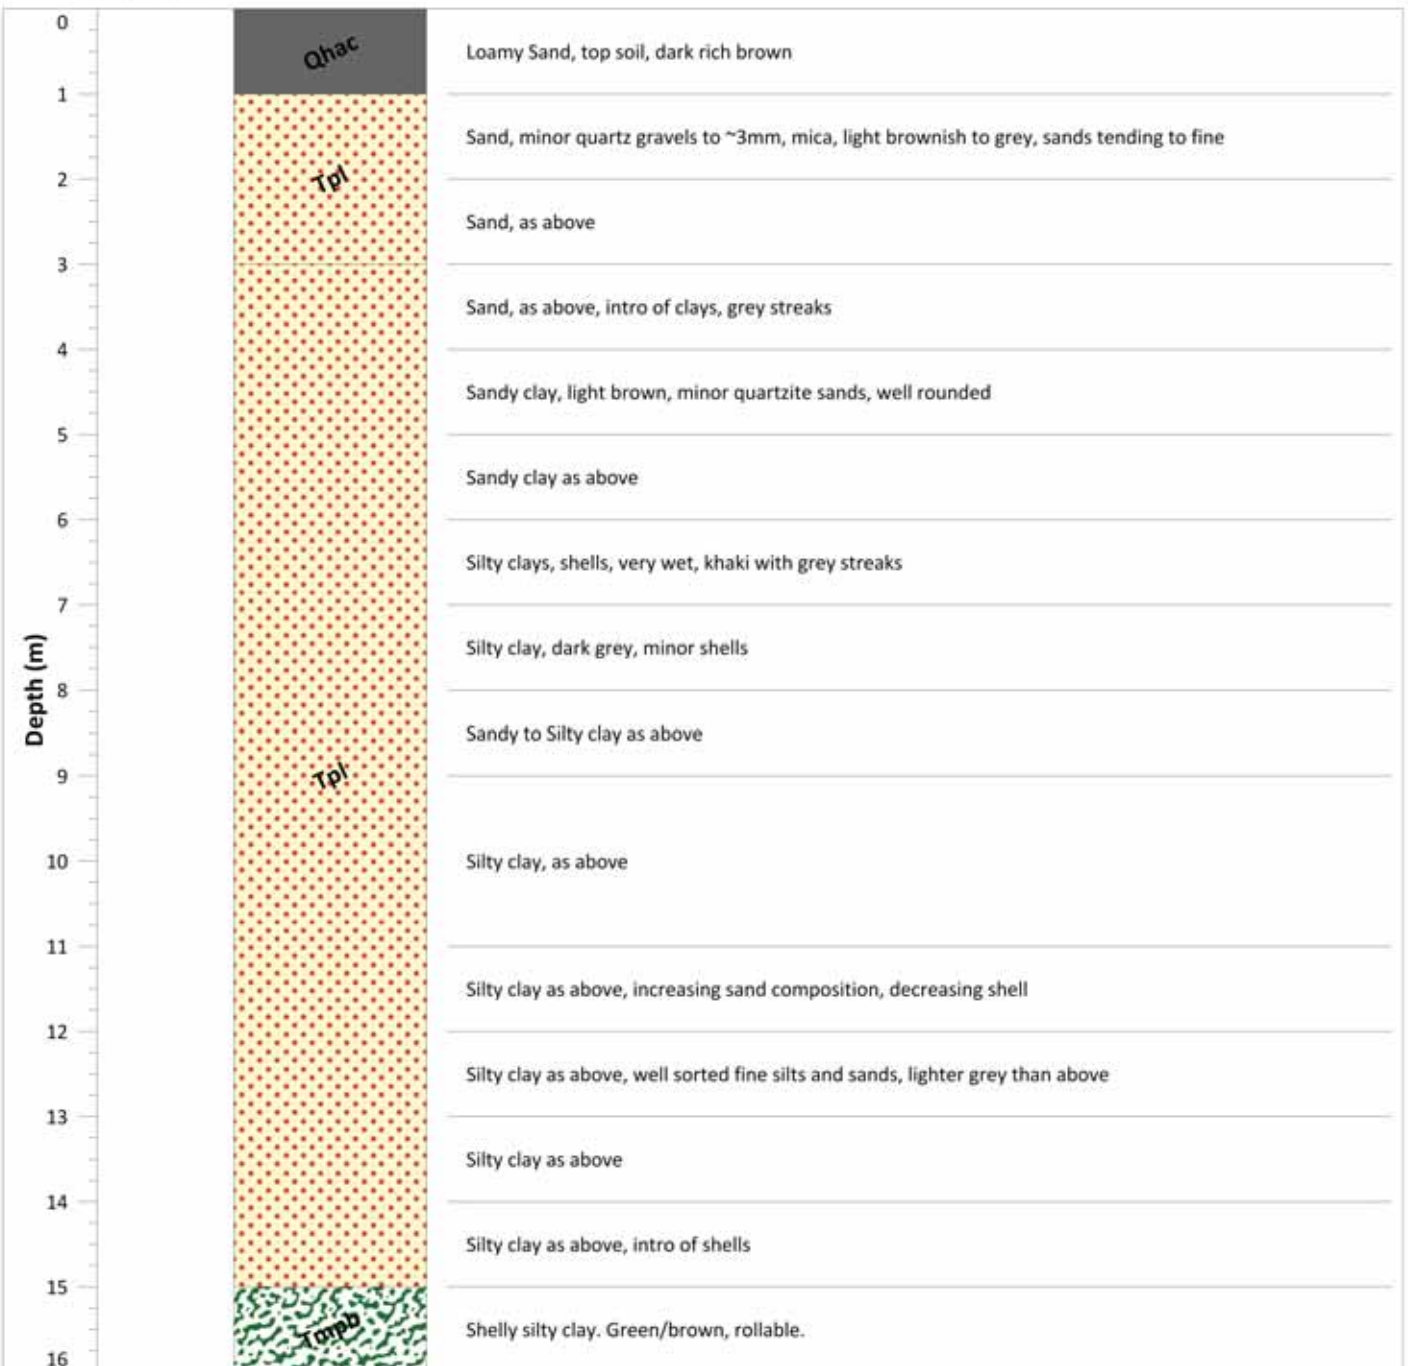 0
Qhac
Loamy Sand, top soil, dark rich brown
1
Sand, minor quartz gravels to ~3mm, mica, light brownish to grey, sands tending to fine
Tpl
2
Sand, as above
3
Sand, as above, intro of clays, grey streaks
4
Sandy clay, light brown, minor quartzite sands, well rounded
5
Sandy clay as above
6
Silty clays, shells, very wet, khaki with grey streaks
7
Silty clay, dark grey, minor shells
Depth (m)
8
Sandy to Silty clay as above
Tpl
9
Silty clay, as above
10
11
Silty clay as above, increasing sand composition, decreasing shell
12
Silty clay as above, well sorted fine silts and sands, lighter grey than above
13
Silty clay as above
14
Silty clay as above, intro of shells
15
Tmpb
Shelly silty clay. Green/brown, rollable.
16